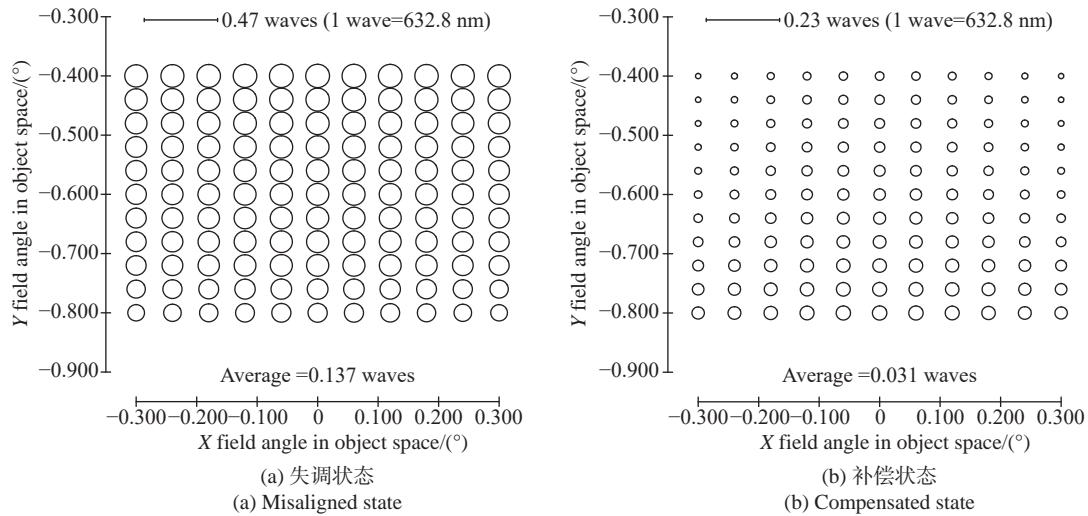 0.47 waves (1 wave=632.8 nm)
−0.300
−0.400
−0.500
−0.600
−0.700
−0.800
−0.900
Y field angle in object space/(°)
Average =0.137 waves
−0.300 −0.200 −0.100 0 0.100 0.200 0.300
X field angle in object space/(°)
(a) 失调状态
(a) Misaligned state
0.23 waves (1 wave=632.8 nm)
−0.300
−0.400
−0.500
−0.600
−0.700
−0.800
−0.900
Y field angle in object space/(°)
Average =0.031 waves
−0.300 −0.200 −0.100 0 0.100 0.200 0.300
X field angle in object space/(°)
(b) 补偿状态
(b) Compensated state